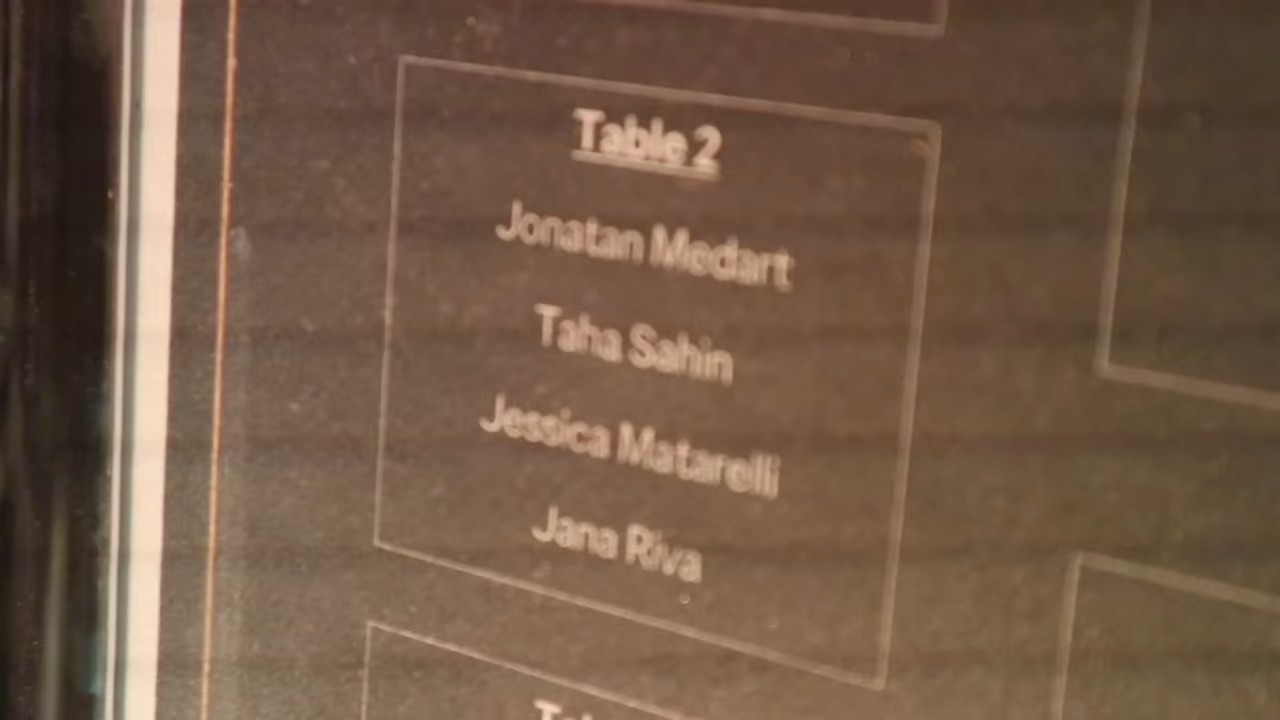 Table 2
Jonatan Medart
Taha Sahin
Jessica Matarelli
Jana Riva